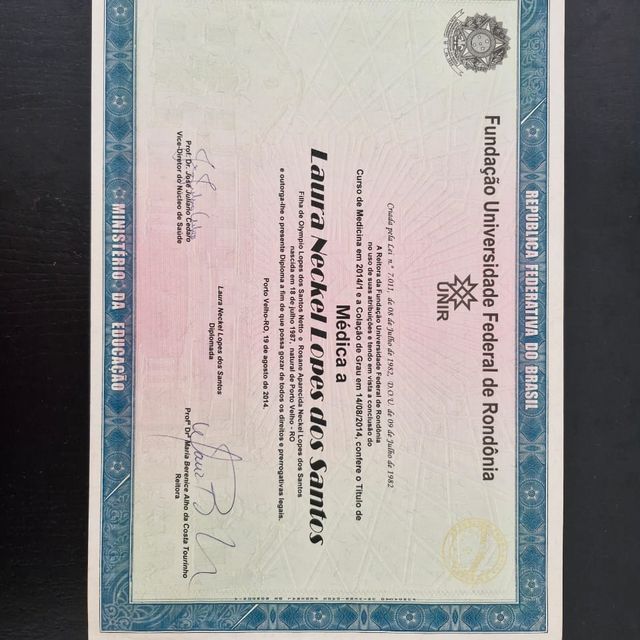 REPÚBLICA FEDERATIVA DO BRASIL
Fundação Universidade Federal de Rondônia
UNIR
Criada pela Lei n.º 7.011, de 08 de Julho de 1982, D.O.U. de 09 de Julho de 1982
A Reitora da Fundação Universidade Federal de Rondônia
no uso de suas atribuições e tendo em vista a conclusão do
Curso de Medicina em 2014/1 e a Colação de Grau em 14/08/2014, confere o Título de
Médica a
Laura Neckel Lopes dos Santos
Filha de Olympio Lopes dos Santos Netto e Rosane Aparecida Neckel Lopes dos Santos
nascida em 18 de julho 1987, natural de Porto Velho - RO
e outorga-lhe o presente Diploma a fim de que possa gozar de todos os direitos e prerrogativas legais.
Porto Velho-RO, 19 de agosto de 2014.
Laura Neckel Lopes dos Santos
Diplomada
Prof. Dr. José Juliano Cedaro
Vice-Diretor do Núcleo de Saúde
Profª Drª Maria Berenice Alho da Costa Tourinho
Reitora
MINISTÉRIO DA EDUCAÇÃO